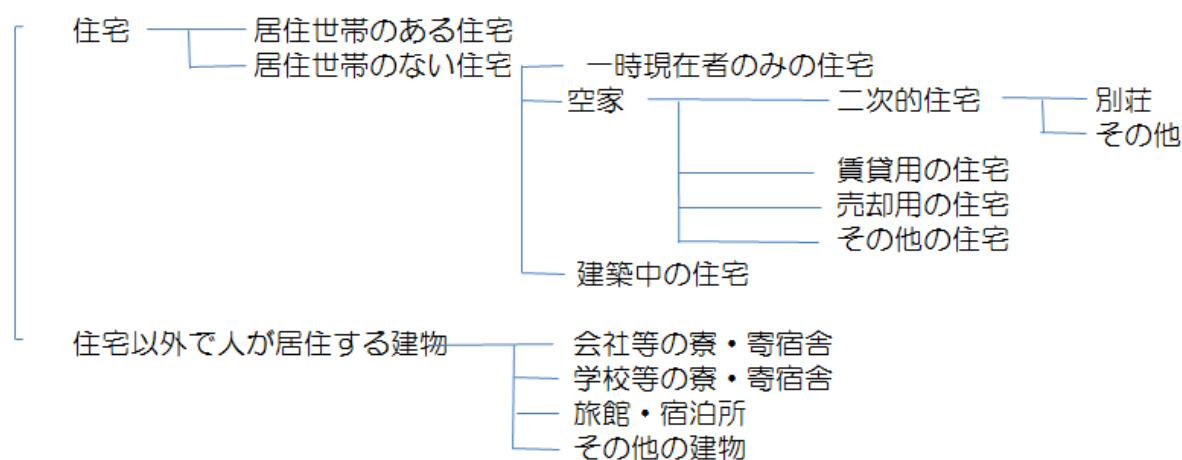 住宅 居住世帯のある住宅
居住世帯のない住宅 一時現在者のみの住宅
空家 二次的住宅 別荘
その他
賃貸用の住宅
売却用の住宅
その他の住宅
建築中の住宅
住宅以外で人が居住する建物 会社等の寮・寄宿舎
学校等の寮・寄宿舎
旅館・宿泊所
その他の建物